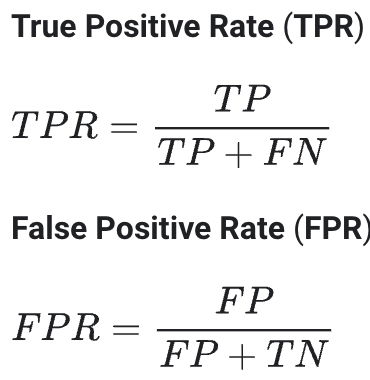 True Positive Rate (TPR)
TPR = TP / TP + FN
False Positive Rate (FPR)
FPR = FP / FP + TN